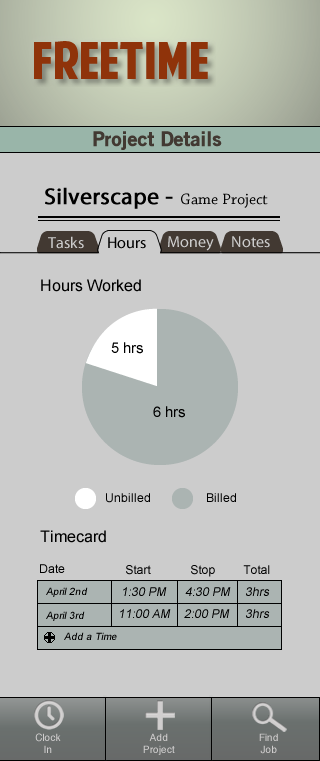 FREETIME
Project Details
Silverscape - Game Project
Tasks Hours Money Notes
Hours Worked
5 hrs
6 hrs
Unbilled Billed
Timecard
Date Start Stop Total
April 2nd 1:30 PM 4:30 PM 3hrs
April 3rd 11:00 AM 2:00 PM 3hrs
Add a Time
Clock In
Add Project
Find Job